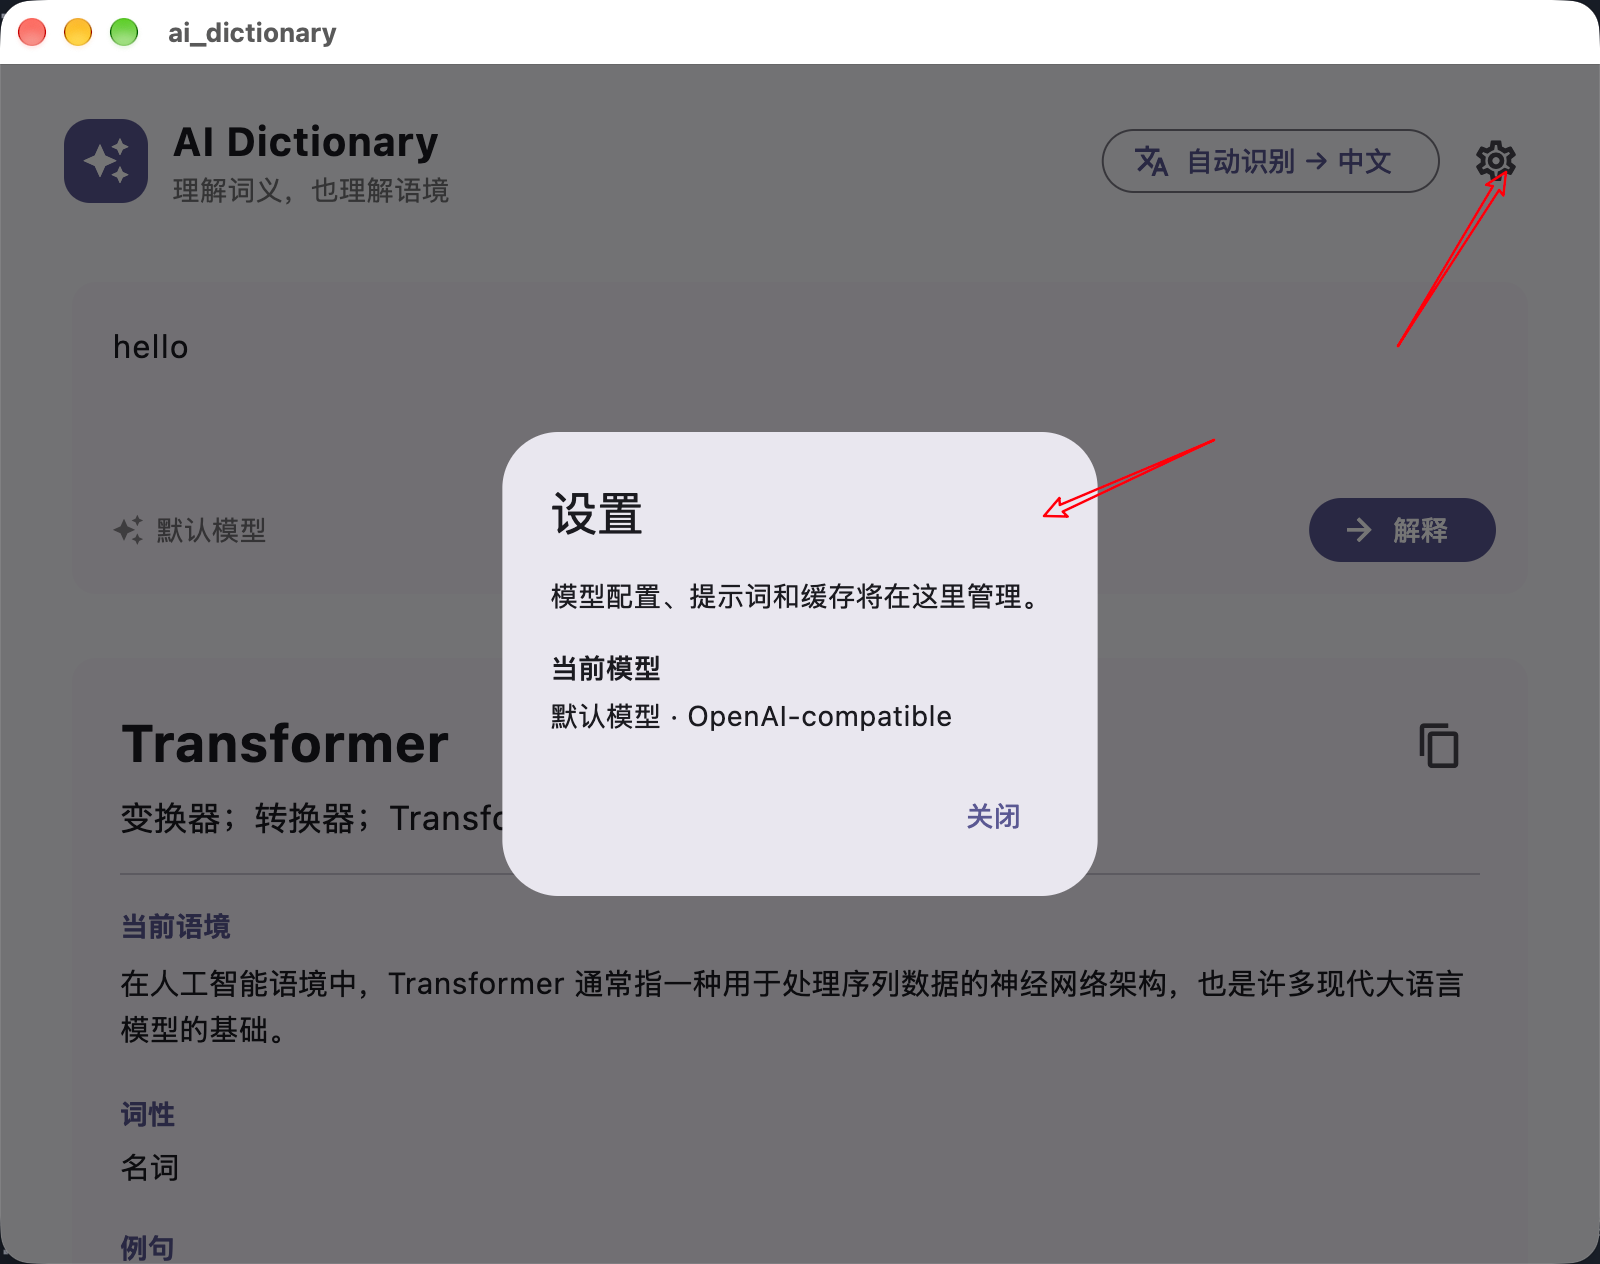 ai_dictionary
AI Dictionary
理解词义，也理解语境
自动识别 → 中文
hello
默认模型
→ 解释
设置
模型配置、提示词和缓存将在这里管理。
当前模型
默认模型 · OpenAI-compatible
关闭
Transformer
变换器；转换器；Transfo
当前语境
在人工智能语境中，Transformer 通常指一种用于处理序列数据的神经网络架构，也是许多现代大语言
模型的基础。
词性
名词
例句